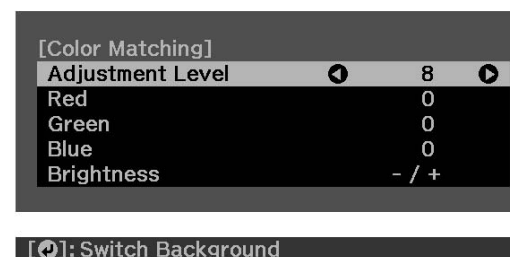 [Color Matching]
Adjustment Level 8
Red 0
Green 0
Blue 0
Brightness - / +
[⏎]: Switch Background